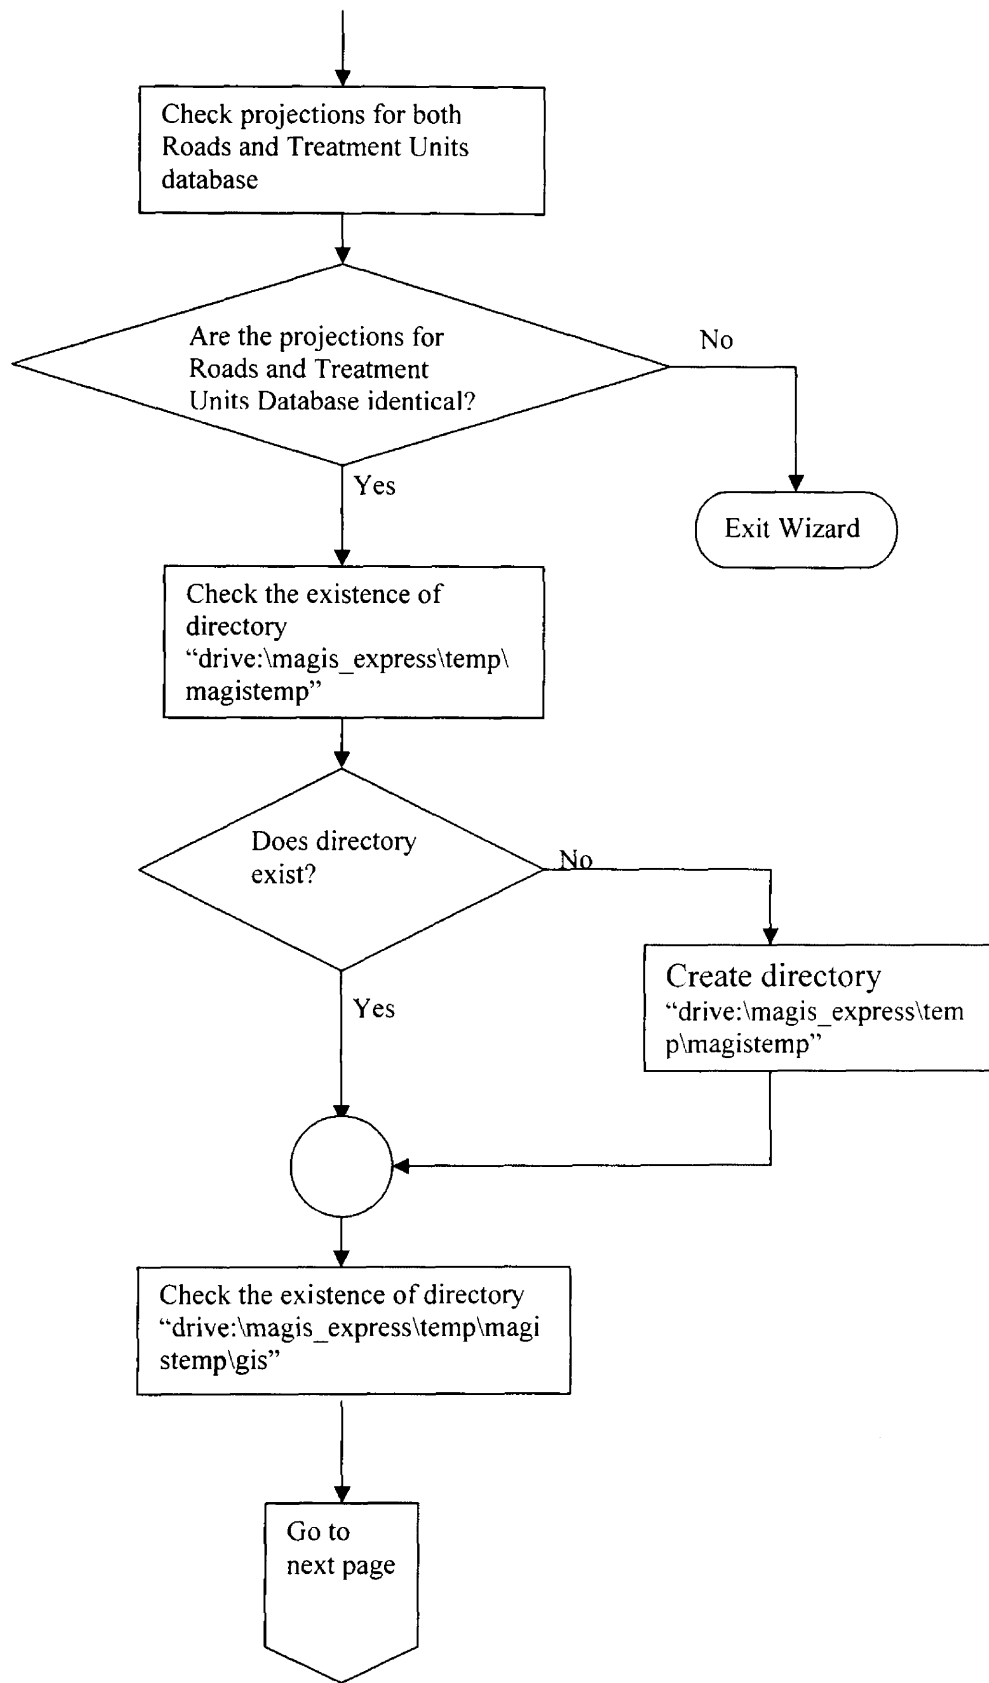 Check projections for both
Roads and Treatment Units
database
Are the projections for
Roads and Treatment
Units Database identical?
No
Yes
Exit Wizard
Check the existence of
directory
“drive:\magis_express\temp\
magistemp”
Does directory
exist?
No
Yes
Create directory
“drive:\magis_express\tem
p\magistemp”
Check the existence of directory
“drive:\magis_express\temp\magi
stemp\gis”
Go to
next page